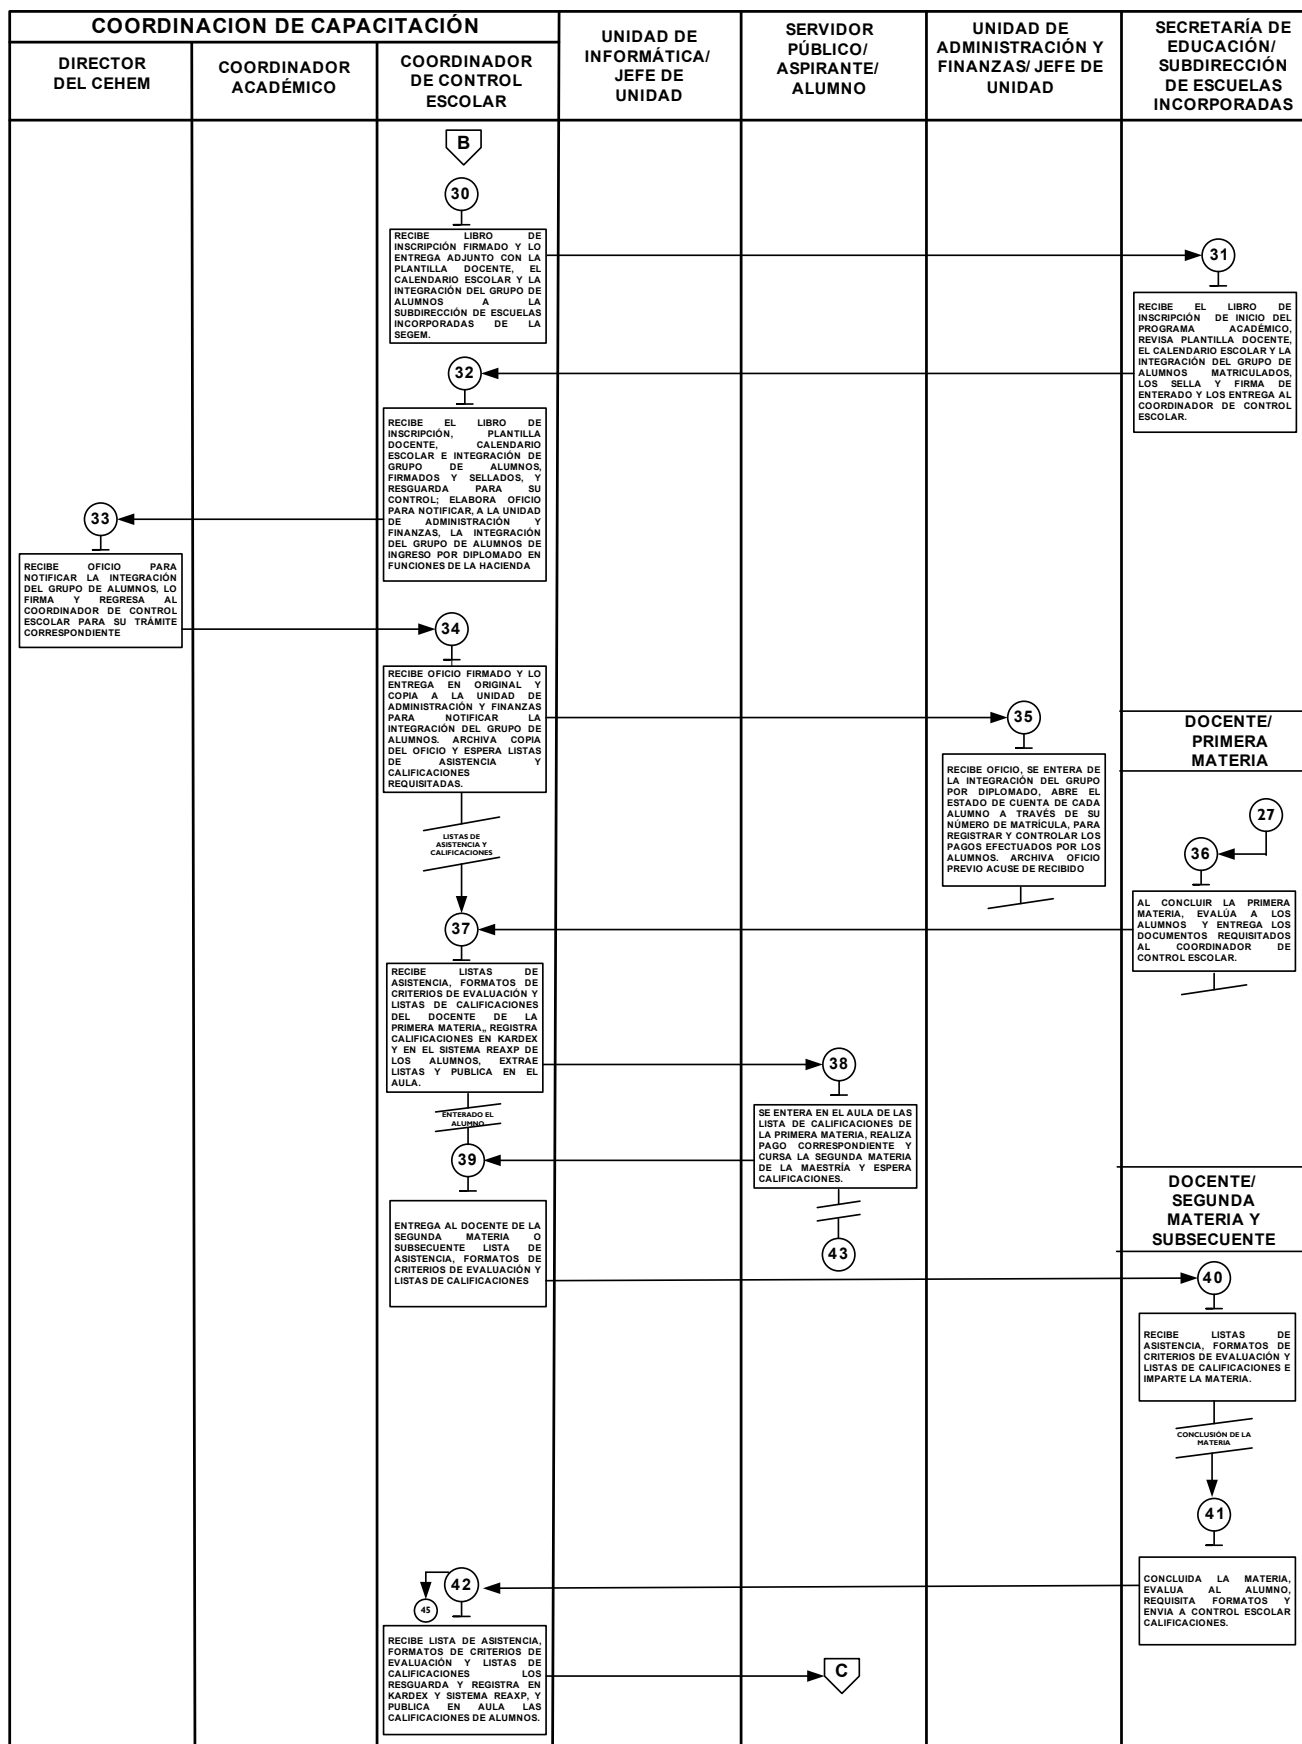 COORDINACION DE CAPACITACIÓN
DIRECTOR
DEL CEHEM
COORDINADOR
ACADÉMICO
COORDINADOR
DE CONTROL
ESCOLAR
UNIDAD DE
INFORMÁTICA/
JEFE DE
UNIDAD
SERVIDOR
PÚBLICO/
ASPIRANTE/
ALUMNO
UNIDAD DE
ADMINISTRACIÓN Y
FINANZAS/ JEFE DE
UNIDAD
SECRETARÍA DE
EDUCACIÓN/
SUBDIRECCIÓN
DE ESCUELAS
INCORPORADAS
B
30
RECIBE LIBRO DE
INSCRIPCIÓN FIRMADO Y LO
ENTREGA ADJUNTO CON LA
PLANTILLA DOCENTE, EL
CALENDARIO ESCOLAR Y LA
INTEGRACIÓN DEL GRUPO DE
ALUMNOS A LA
SUBDIRECCIÓN DE ESCUELAS
INCORPORADAS DE LA
SEGEM.
31
RECIBE EL LIBRO DE
INSCRIPCIÓN DE INICIO DEL
PROGRAMA ACADÉMICO,
REVISA PLANTILLA DOCENTE,
EL CALENDARIO ESCOLAR Y LA
INTEGRACIÓN DEL GRUPO DE
ALUMNOS MATRICULADOS,
LOS SELLA Y FIRMA DE
ENTERADO Y LOS ENTREGA AL
COORDINADOR DE CONTROL
ESCOLAR.
32
RECIBE EL LIBRO DE
INSCRIPCIÓN, PLANTILLA
DOCENTE, CALENDARIO
ESCOLAR E INTEGRACIÓN DE
GRUPO DE ALUMNOS,
FIRMADOS Y SELLADOS, Y
RESGUARDA PARA SU
CONTROL; ELABORA OFICIO
PARA NOTIFICAR, A LA UNIDAD
DE ADMINISTRACIÓN Y
FINANZAS, LA INTEGRACIÓN
DEL GRUPO DE ALUMNOS DE
INGRESO POR DIPLOMADO EN
FUNCIONES DE LA HACIENDA
33
RECIBE OFICIO PARA
NOTIFICAR LA INTEGRACIÓN
DEL GRUPO DE ALUMNOS, LO
FIRMA Y REGRESA AL
COORDINADOR DE CONTROL
ESCOLAR PARA SU TRÁMITE
CORRESPONDIENTE
34
RECIBE OFICIO FIRMADO Y LO
ENTREGA EN ORIGINAL Y
COPIA A LA UNIDAD DE
ADMINISTRACIÓN Y FINANZAS
PARA NOTIFICAR LA
INTEGRACIÓN DEL GRUPO DE
ALUMNOS. ARCHIVA COPIA
DEL OFICIO Y ESPERA LISTAS
DE ASISTENCIA Y
CALIFICACIONES
REQUISITADAS.
35
RECIBE OFICIO, SE ENTERA DE
LA INTEGRACIÓN DEL GRUPO
POR DIPLOMADO, ABRE EL
ESTADO DE CUENTA DE CADA
ALUMNO A TRAVÉS DE SU
NÚMERO DE MATRÍCULA, PARA
REGISTRAR Y CONTROLAR LOS
PAGOS EFECTUADOS POR LOS
ALUMNOS. ARCHIVA OFICIO
PREVIO ACUSE DE RECIBIDO
DOCENTE/
PRIMERA
MATERIA
27
36
AL CONCLUIR LA PRIMERA
MATERIA, EVALÚA A LOS
ALUMNOS Y ENTREGA LOS
DOCUMENTOS REQUISITADOS
AL COORDINADOR DE
CONTROL ESCOLAR.
LISTAS DE
ASISTENCIA Y
CALIFICACIONES
37
RECIBE LISTAS DE
ASISTENCIA, FORMATOS DE
CRITERIOS DE EVALUACIÓN Y
LISTAS DE CALIFICACIONES
DEL DOCENTE DE LA
PRIMERA MATERIA,, REGISTRA
CALIFICACIONES EN KARDEX
Y EN EL SISTEMA REAXP DE
LOS ALUMNOS, EXTRAE
LISTAS Y PUBLICA EN EL
AULA.
38
SE ENTERA EN EL AULA DE LAS
LISTA DE CALIFICACIONES DE
LA PRIMERA MATERIA, REALIZA
PAGO CORRESPONDIENTE Y
CURSA LA SEGUNDA MATERIA
DE LA MAESTRÍA Y ESPERA
CALIFICACIONES.
43
ENTERADO EL
ALUMNO
39
ENTREGA AL DOCENTE DE LA
SEGUNDA MATERIA O
SUBSECUENTE LISTA DE
ASISTENCIA, FORMATOS DE
CRITERIOS DE EVALUACIÓN Y
LISTAS DE CALIFICACIONES
DOCENTE/
SEGUNDA
MATERIA Y
SUBSECUENTE
40
RECIBE LISTAS DE
ASISTENCIA, FORMATOS DE
CRITERIOS DE EVALUACIÓN Y
LISTAS DE CALIFICACIONES E
IMPARTE LA MATERIA.
CONCLUSIÓN DE LA
MATERIA
41
CONCLUIDA LA MATERIA,
EVALUA AL ALUMNO,
REQUISITA FORMATOS Y
ENVIA A CONTROL ESCOLAR
CALIFICACIONES.
42
45
RECIBE LISTA DE ASISTENCIA,
FORMATOS DE CRITERIOS DE
EVALUACIÓN Y LISTAS DE
CALIFICACIONES LOS
RESGUARDA Y REGISTRA EN
KARDEX Y SISTEMA REAXP, Y
PUBLICA EN AULA LAS
CALIFICACIONES DE ALUMNOS.
C